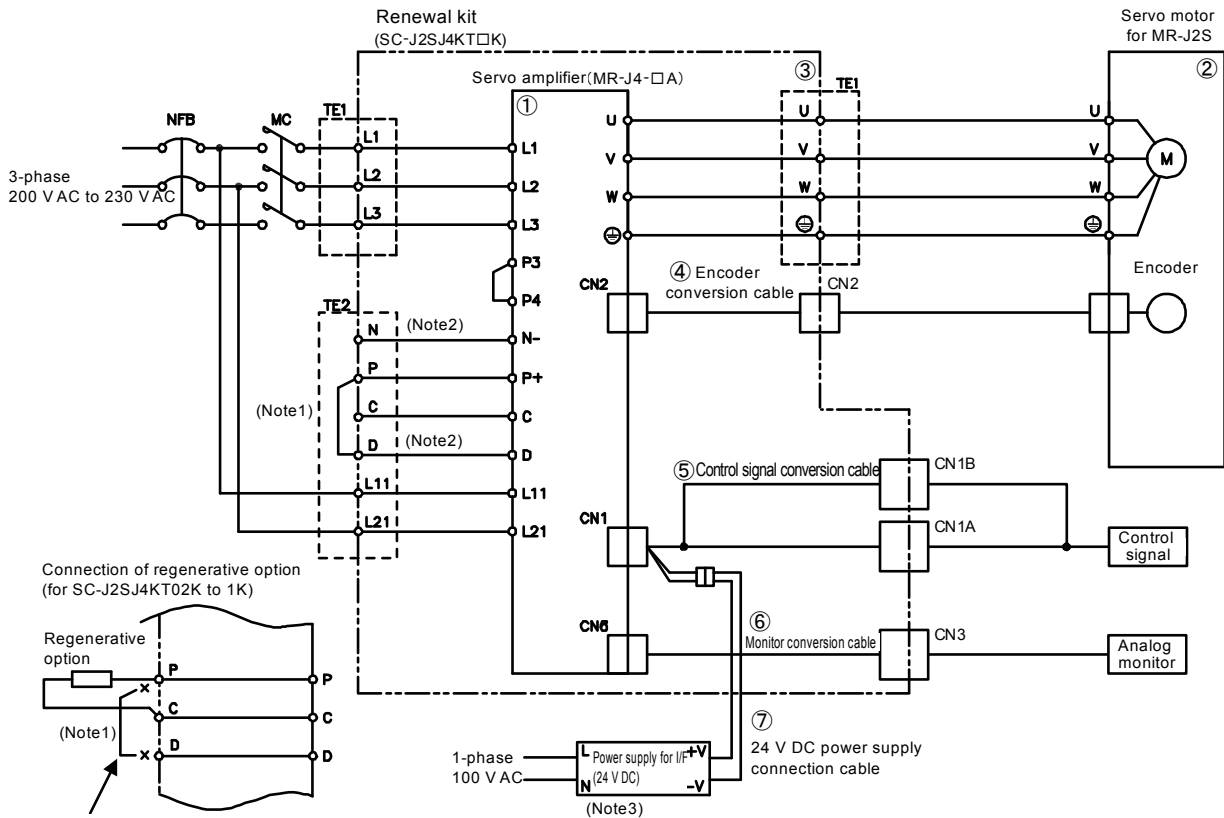 Renewal kit
(SC-J2SJ4KT□K)
Servo motor
for MR-J2S
Servo amplifier(MR-J4-□A)
①
②
③
TE1
TE1
NFB
MC
3-phase
200 V AC to 230 V AC
L1
L2
L3
L1
L2
L3
P3
P4
U
V
W
U
V
W
U
V
W
M
CN2
④ Encoder
conversion cable
CN2
Encoder
TE2
N
(Note2)
N-
P
P+
(Note1)
C
C
D
(Note2)
D
L11
L11
L21
L21
⑤ Control signal conversion cable
CN1B
CN1
CN1A
Control
signal
CN6
⑥
Monitor conversion cable
CN3
Analog
monitor
Connection of regenerative option
(for SC-J2SJ4KT02K to 1K)
Regenerative
option
P
P
C
C
(Note1)
D
D
1-phase
100 V AC
L
N
Power supply for I/F
(24 V DC)
+V
-V
(Note3)
⑦
24 V DC power supply
connection cable